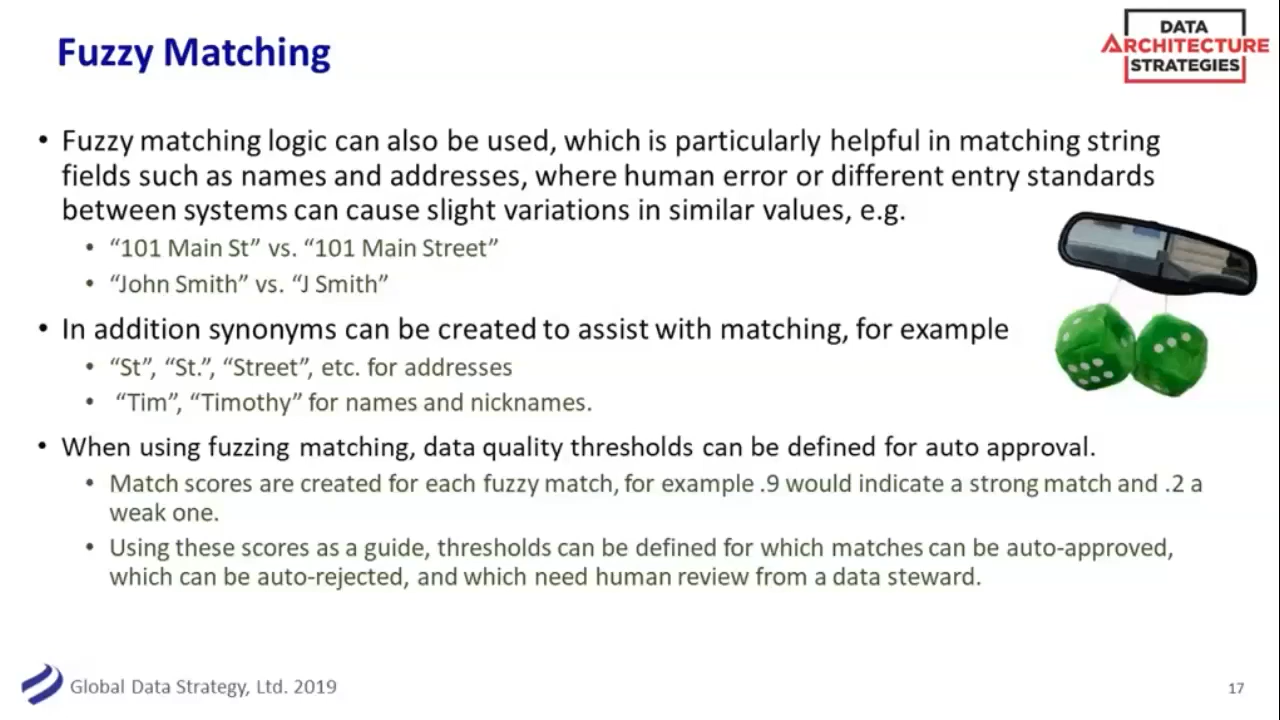 Fuzzy Matching
DATA
ARCHITECTURE
STRATEGIES
• Fuzzy matching logic can also be used, which is particularly helpful in matching string
fields such as names and addresses, where human error or different entry standards
between systems can cause slight variations in similar values, e.g.
• “101 Main St” vs. “101 Main Street”
• “John Smith” vs. “J Smith”
• In addition synonyms can be created to assist with matching, for example
• “St”, “St.”, “Street”, etc. for addresses
• “Tim”, “Timothy” for names and nicknames.
• When using fuzzing matching, data quality thresholds can be defined for auto approval.
• Match scores are created for each fuzzy match, for example .9 would indicate a strong match and .2 a
weak one.
• Using these scores as a guide, thresholds can be defined for which matches can be auto-approved,
which can be auto-rejected, and which need human review from a data steward.
Global Data Strategy, Ltd. 2019
17